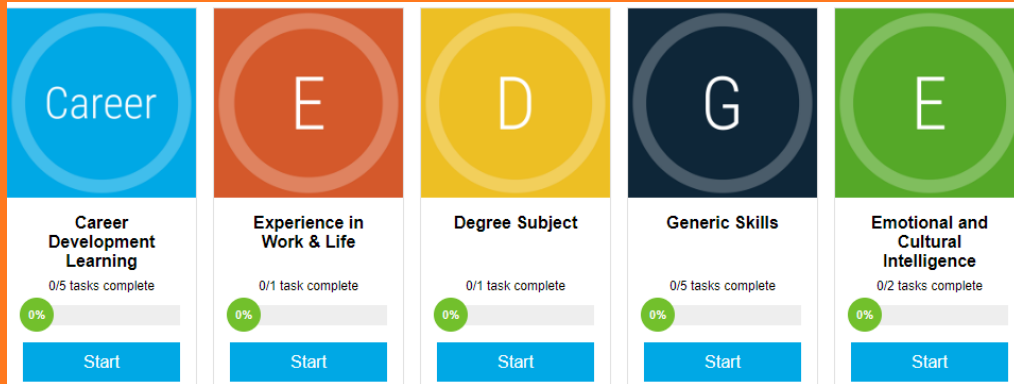 Career
E
D
G
E
Career
Development
Learning
0/5 tasks complete
0%
Start
Experience in
Work & Life
0/1 task complete
0%
Start
Degree Subject
0/1 task complete
0%
Start
Generic Skills
0/5 tasks complete
0%
Start
Emotional and
Cultural
Intelligence
0/2 tasks complete
0%
Start